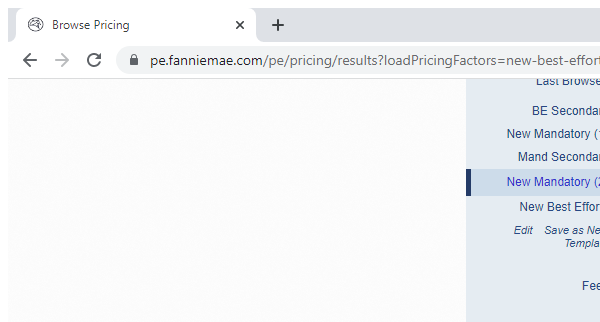 Browse Pricing
pe.fanniemae.com/pe/pricing/results?loadPricingFactors=new-best-effort
Last Browse
BE Secondar
New Mandatory (
Mand Secondar
New Mandatory (2
New Best Effor
Edit Save as Ne
Templa
Fee